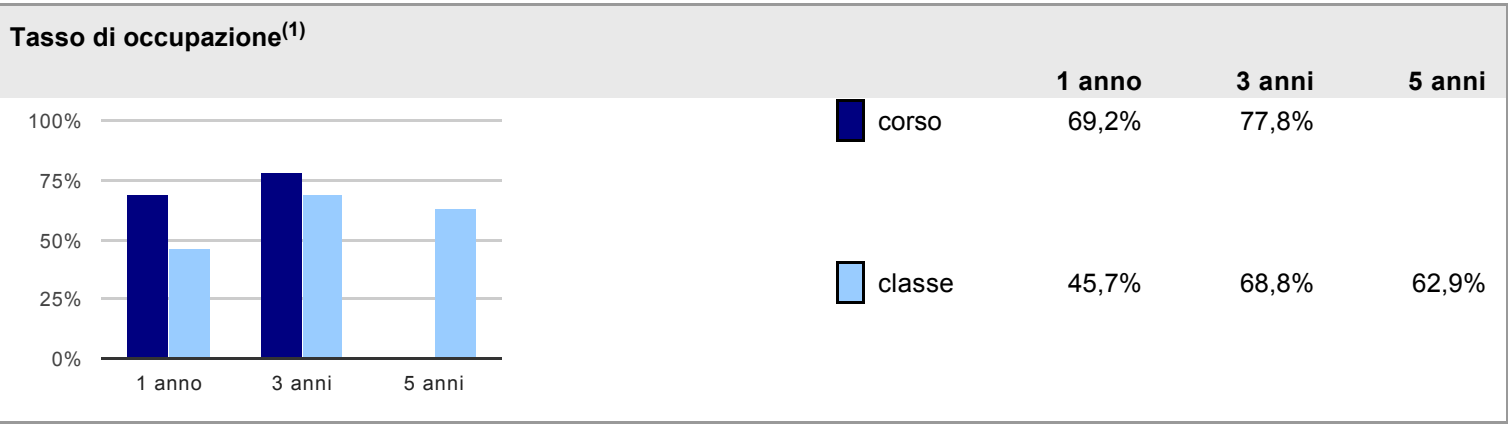 Tasso di occupazione(1)
1 anno 3 anni 5 anni
100%
75%
50%
25%
0%
1 anno 3 anni 5 anni
corso 69,2% 77,8%
classe 45,7% 68,8% 62,9%